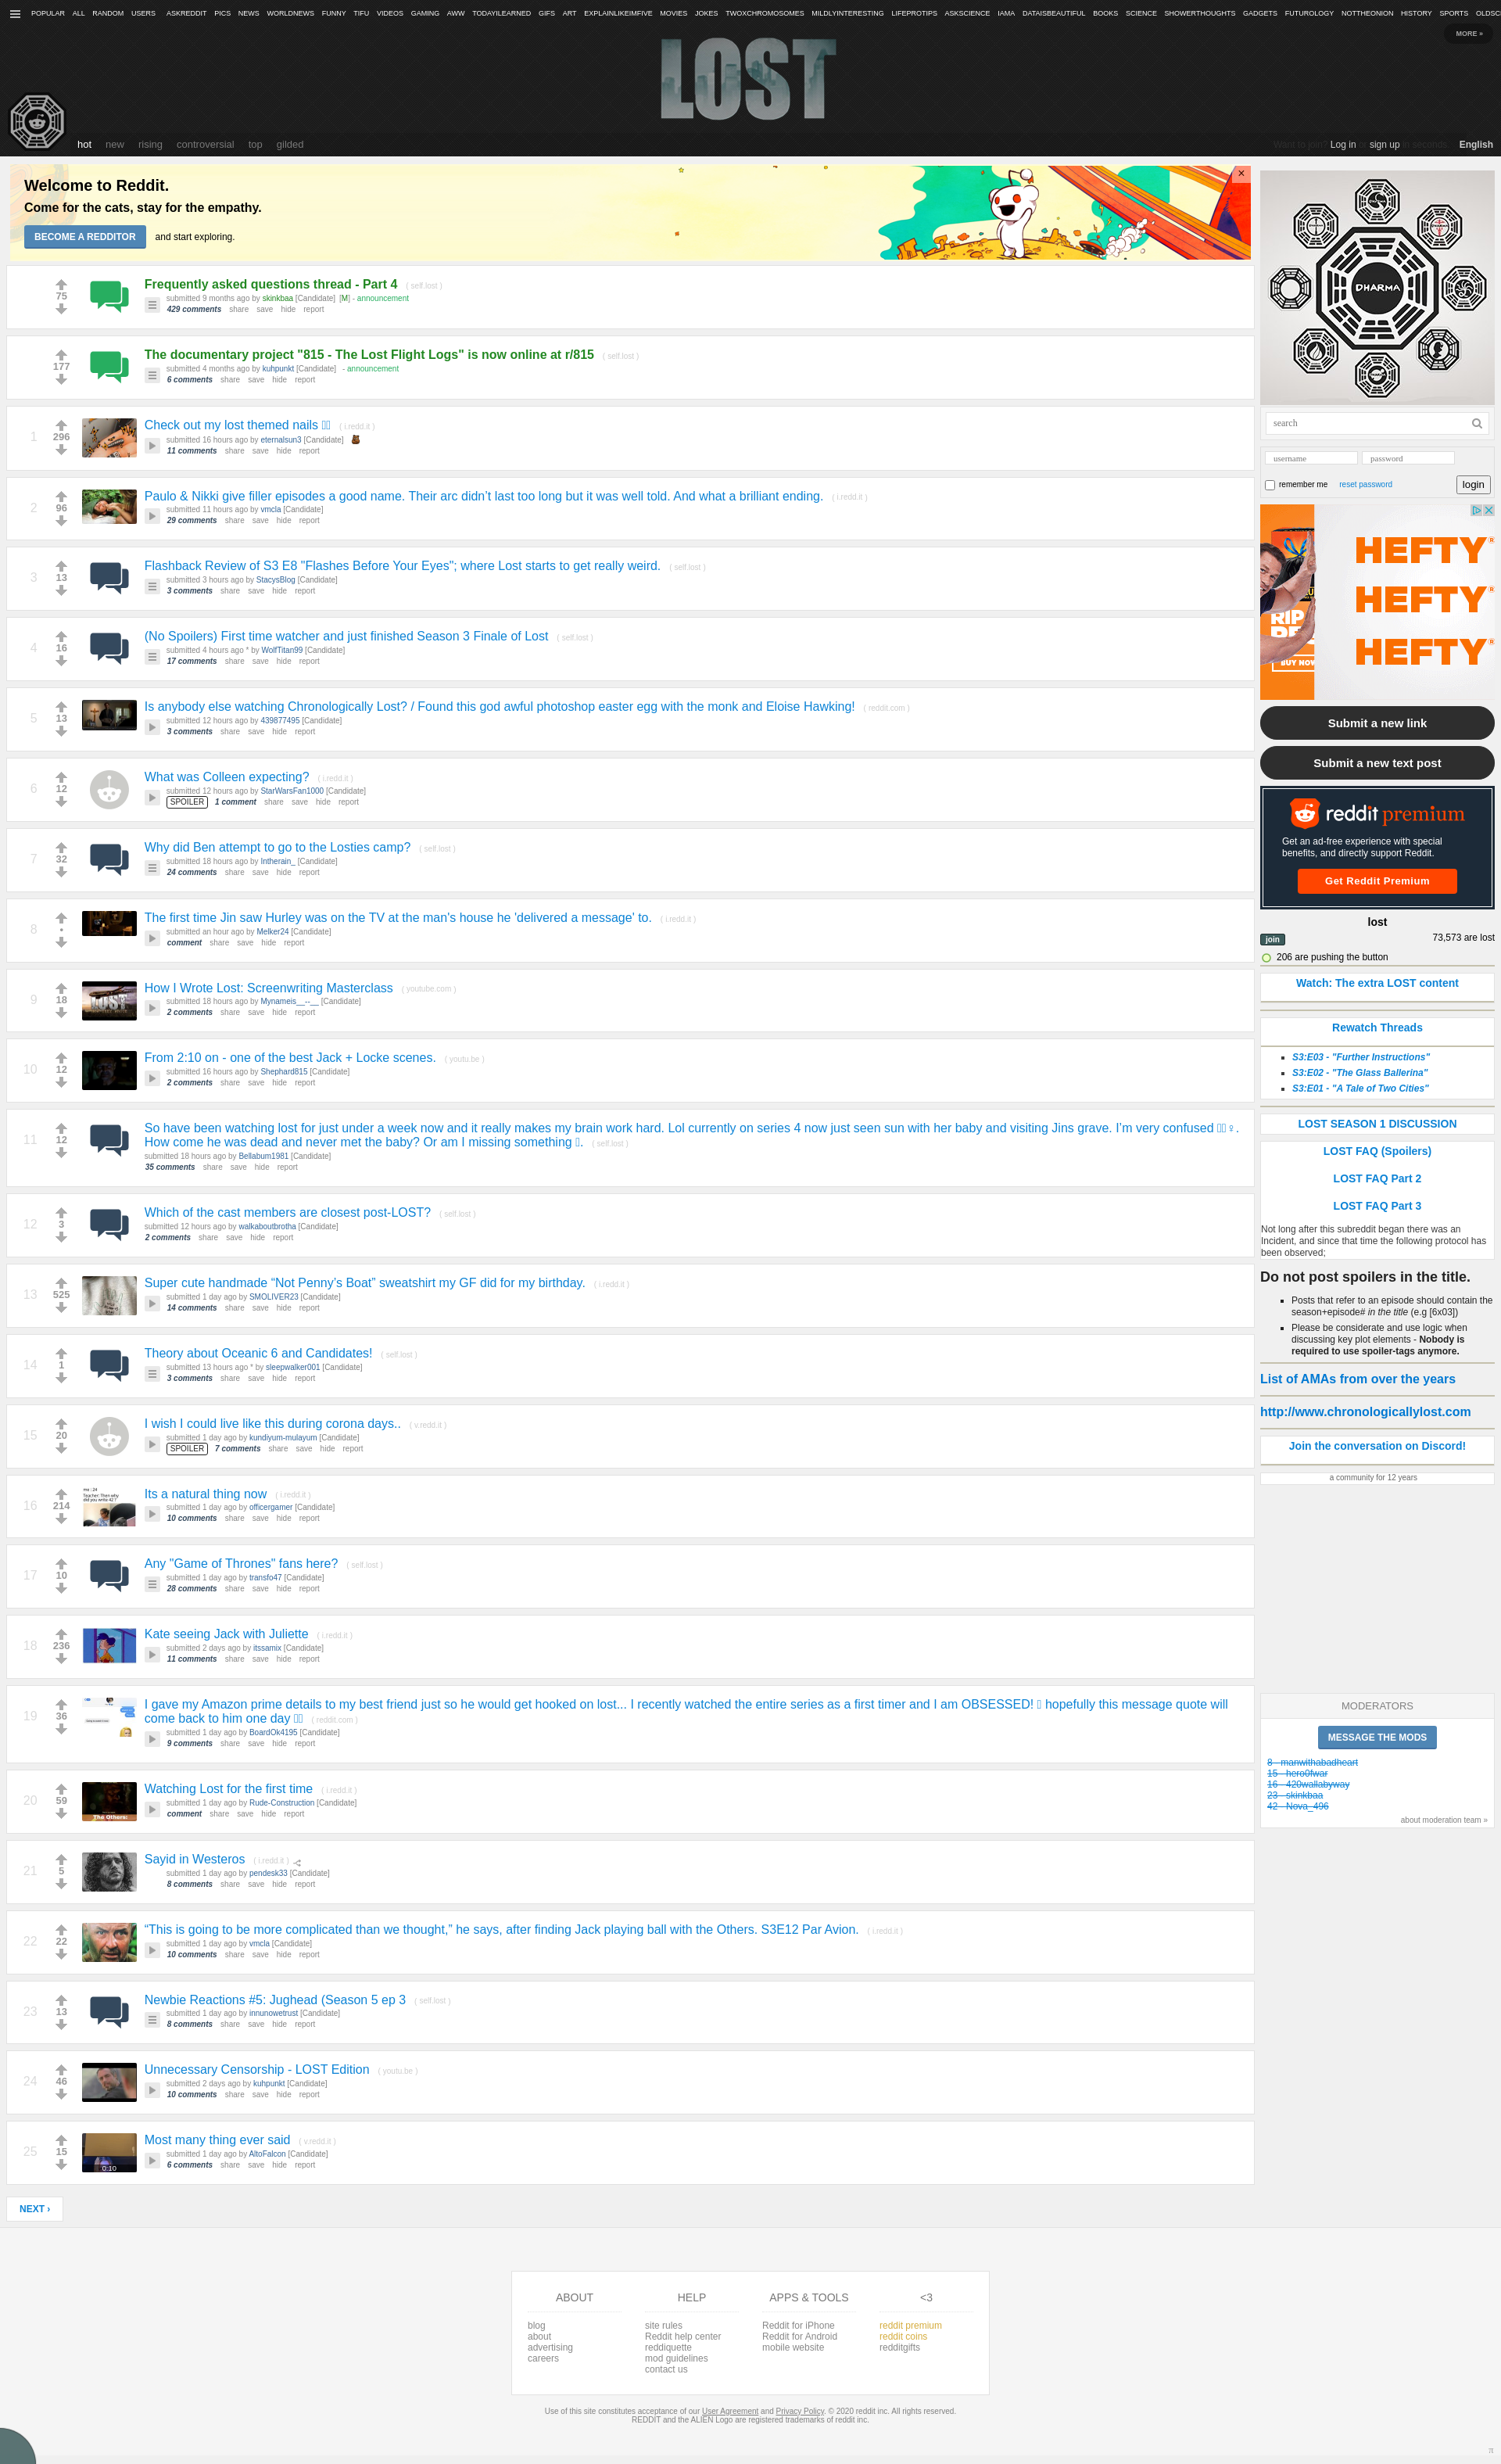 POPULAR ALL RANDOM USERS ASKREDDIT PICS NEWS WORLDNEWS FUNNY TIFU VIDEOS GAMING AWW TODAYILEARNED GIFS ART EXPLAINLIKEIMFIVE MOVIES JOKES TWOXCHROMOSOMES MILDLYINTERESTING LIFEPROTIPS ASKSCIENCE IAMA DATAISBEAUTIFUL BOOKS SCIENCE SHOWERTHOUGHTS GADGETS FUTUROLOGY NOTTHEONION HISTORY SPORTS OLDSC
MORE »
LOST
hot new rising controversial top gilded
Want to join? Log in or sign up in seconds. English
Welcome to Reddit.
Come for the cats, stay for the empathy.
BECOME A REDDITOR and start exploring.
×
Frequently asked questions thread - Part 4 ( self.lost )
75
submitted 9 months ago by skinkbaa [Candidate] [M] - announcement
429 comments share save hide report
The documentary project "815 - The Lost Flight Logs" is now online at r/815 ( self.lost )
177
submitted 4 months ago by kuhpunkt [Candidate] - announcement
6 comments share save hide report
Check out my lost themed nails ( i.redd.it )
1 296
submitted 16 hours ago by eternalsun3 [Candidate]
11 comments share save hide report
Paulo & Nikki give filler episodes a good name. Their arc didn’t last too long but it was well told. And what a brilliant ending. ( i.redd.it )
2 96
submitted 11 hours ago by vmcla [Candidate]
29 comments share save hide report
Flashback Review of S3 E8 "Flashes Before Your Eyes"; where Lost starts to get really weird. ( self.lost )
3 13
submitted 3 hours ago by StacysBlog [Candidate]
3 comments share save hide report
(No Spoilers) First time watcher and just finished Season 3 Finale of Lost ( self.lost )
4 16
submitted 4 hours ago * by WolfTitan99 [Candidate]
17 comments share save hide report
Is anybody else watching Chronologically Lost? / Found this god awful photoshop easter egg with the monk and Eloise Hawking! ( reddit.com )
5 13
submitted 12 hours ago by 439877495 [Candidate]
3 comments share save hide report
What was Colleen expecting? ( i.redd.it )
6 12
submitted 12 hours ago by StarWarsFan1000 [Candidate]
SPOILER 1 comment share save hide report
Why did Ben attempt to go to the Losties camp? ( self.lost )
7 32
submitted 18 hours ago by Intherain_ [Candidate]
24 comments share save hide report
The first time Jin saw Hurley was on the TV at the man's house he 'delivered a message' to. ( i.redd.it )
8 •
submitted an hour ago by Melker24 [Candidate]
comment share save hide report
How I Wrote Lost: Screenwriting Masterclass ( youtube.com )
9 18
LOST
submitted 18 hours ago by Mynameis__--__ [Candidate]
2 comments share save hide report
From 2:10 on - one of the best Jack + Locke scenes. ( youtu.be )
10 12
submitted 16 hours ago by Shephard815 [Candidate]
2 comments share save hide report
So have been watching lost for just under a week now and it really makes my brain work hard. Lol currently on series 4 now just seen sun with her baby and visiting Jins grave. I’m very confused ♀.
How come he was dead and never met the baby? Or am I missing something . ( self.lost )
11 12
submitted 18 hours ago by Bellabum1981 [Candidate]
35 comments share save hide report
Which of the cast members are closest post-LOST? ( self.lost )
12 3
submitted 12 hours ago by walkaboutbrotha [Candidate]
2 comments share save hide report
Super cute handmade “Not Penny’s Boat” sweatshirt my GF did for my birthday. ( i.redd.it )
13 525
submitted 1 day ago by SMOLIVER23 [Candidate]
14 comments share save hide report
Theory about Oceanic 6 and Candidates! ( self.lost )
14 1
submitted 13 hours ago * by sleepwalker001 [Candidate]
3 comments share save hide report
I wish I could live like this during corona days.. ( v.redd.it )
15 20
submitted 1 day ago by kundiyum-mulayum [Candidate]
SPOILER 7 comments share save hide report
Its a natural thing now ( i.redd.it )
16 214
submitted 1 day ago by officergamer [Candidate]
10 comments share save hide report
Any "Game of Thrones" fans here? ( self.lost )
17 10
submitted 1 day ago by transfo47 [Candidate]
28 comments share save hide report
Kate seeing Jack with Juliette ( i.redd.it )
18 236
submitted 2 days ago by itssamix [Candidate]
11 comments share save hide report
I gave my Amazon prime details to my best friend just so he would get hooked on lost... I recently watched the entire series as a first timer and I am OBSESSED! hopefully this message quote will
come back to him one day ( reddit.com )
19 36
submitted 1 day ago by BoardOk4195 [Candidate]
9 comments share save hide report
Watching Lost for the first time ( i.redd.it )
20 59
The Others:
submitted 1 day ago by Rude-Construction [Candidate]
comment share save hide report
Sayid in Westeros ( i.redd.it )
21 5
submitted 1 day ago by pendesk33 [Candidate]
8 comments share save hide report
“This is going to be more complicated than we thought,” he says, after finding Jack playing ball with the Others. S3E12 Par Avion. ( i.redd.it )
22 22
submitted 1 day ago by vmcla [Candidate]
10 comments share save hide report
Newbie Reactions #5: Jughead (Season 5 ep 3 ( self.lost )
23 13
submitted 1 day ago by innunowetrust [Candidate]
8 comments share save hide report
Unnecessary Censorship - LOST Edition ( youtu.be )
24 46
submitted 2 days ago by kuhpunkt [Candidate]
10 comments share save hide report
Most many thing ever said ( v.redd.it )
25 15
0:10
submitted 1 day ago by AltoFalcon [Candidate]
6 comments share save hide report
NEXT ›
DHARMA
search
username password
remember me reset password login
HEFTY
HEFTY
HEFTY
RIP
BUY NOW
Submit a new link
Submit a new text post
reddit premium
Get an ad-free experience with special
benefits, and directly support Reddit.
Get Reddit Premium
lost
join 73,573 are lost
206 are pushing the button
Watch: The extra LOST content
Rewatch Threads
S3:E03 - "Further Instructions"
S3:E02 - "The Glass Ballerina"
S3:E01 - "A Tale of Two Cities"
LOST SEASON 1 DISCUSSION
LOST FAQ (Spoilers)
LOST FAQ Part 2
LOST FAQ Part 3
Not long after this subreddit began there was an
Incident, and since that time the following protocol has
been observed;
Do not post spoilers in the title.
Posts that refer to an episode should contain the
season+episode# in the title (e.g [6x03])
Please be considerate and use logic when
discussing key plot elements - Nobody is
required to use spoiler-tags anymore.
List of AMAs from over the years
http://www.chronologicallylost.com
Join the conversation on Discord!
a community for 12 years
MODERATORS
MESSAGE THE MODS
8 - manwithabadheart
15 - hero0fwar
16 - 420wallabyway
23 - skinkbaa
42 - Nova_496
about moderation team »
ABOUT
blog
about
advertising
careers
HELP
site rules
Reddit help center
reddiquette
mod guidelines
contact us
APPS & TOOLS
Reddit for iPhone
Reddit for Android
mobile website
<3
reddit premium
reddit coins
redditgifts
Use of this site constitutes acceptance of our User Agreement and Privacy Policy. © 2020 reddit inc. All rights reserved.
REDDIT and the ALIEN Logo are registered trademarks of reddit inc.
π